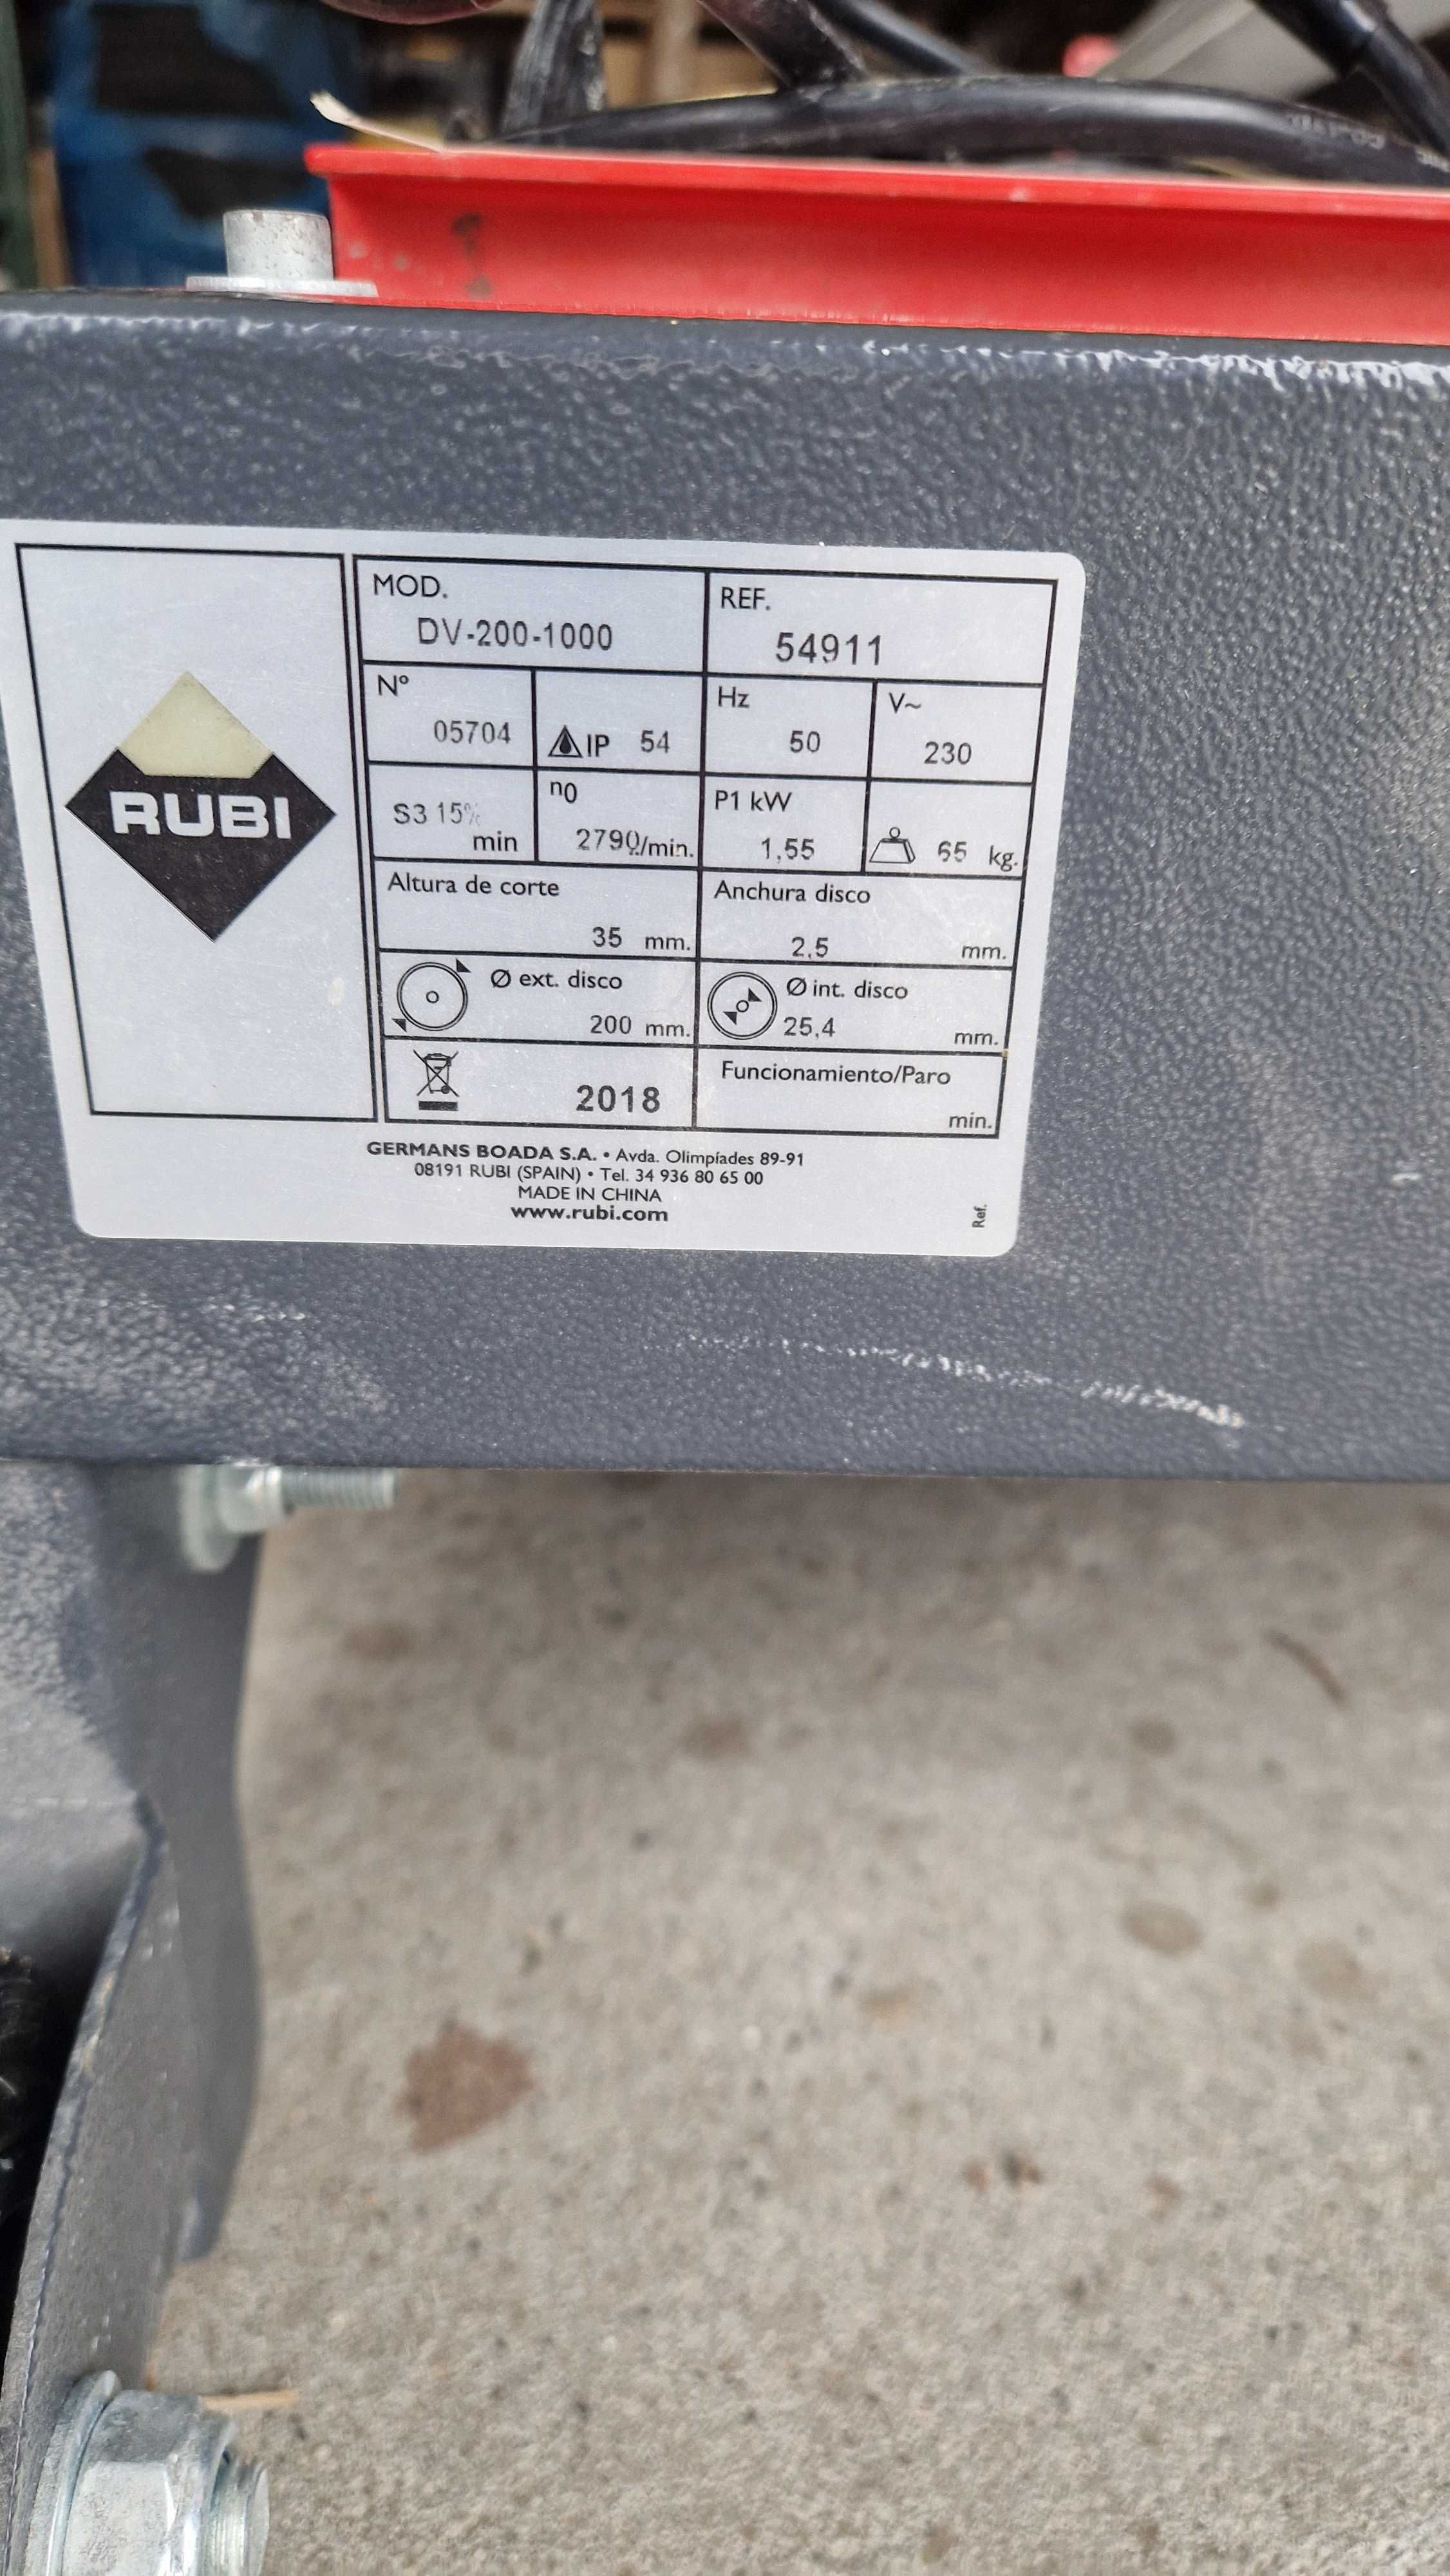 RUBI
MOD.
DV-200-1000
REF.
54911
Nº
05704
IP 54
Hz
50
V~
230
S3 15%
min
n0
2790/min.
P1 kW
1,55
65 kg.
Altura de corte
35 mm.
Anchura disco
2,5 mm.
Ø ext. disco
200 mm.
Ø int. disco
25,4 mm.
2018
Funcionamiento/Paro
min.
GERMANS BOADA S.A. • Avda. Olimpíades 89-91
08191 RUBI (SPAIN) • Tel. 34 936 80 65 00
MADE IN CHINA
www.rubi.com
Ref.